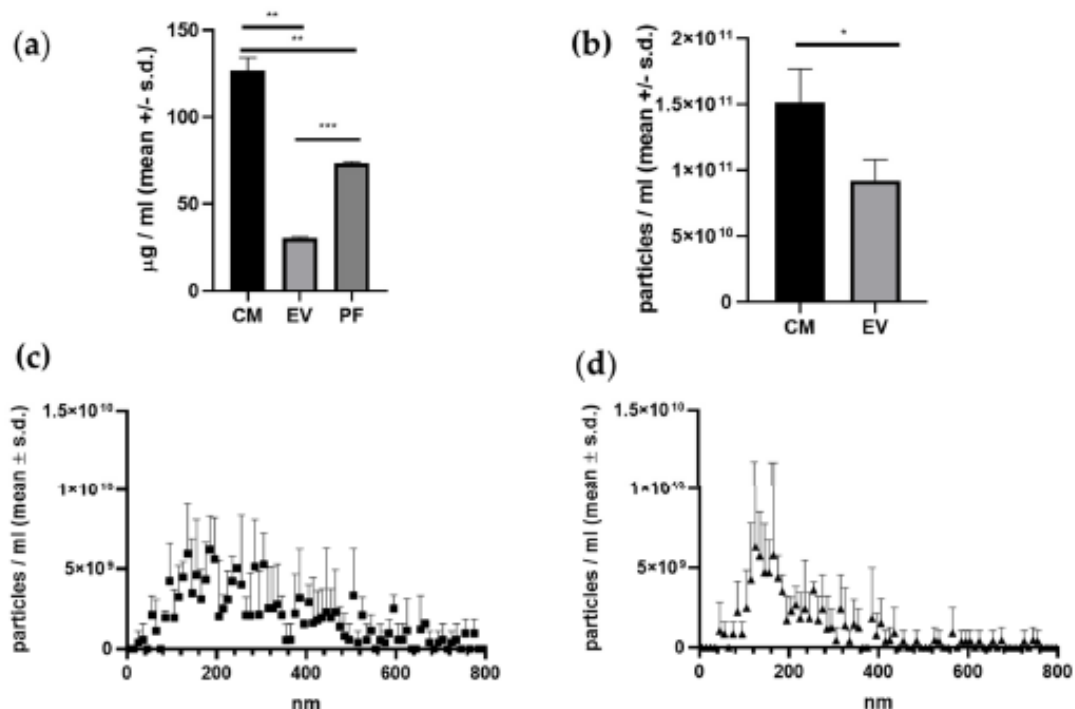 (a)
µg / ml (mean +/- s.d.)
150
100
50
0
**
**
***
CM EV PF
(b)
particles / ml (mean +/- s.d.)
2×10¹¹
1.5×10¹¹
1×10¹¹
5×10¹⁰
0
*
CM EV
(c)
particles / ml (mean ± s.d.)
1.5×10¹⁰
1×10¹⁰
5×10⁹
0
0 200 400 600 800
nm
(d)
particles / ml (mean ± s.d.)
1.5×10¹⁰
1×10¹⁰
5×10⁹
0
0 200 400 600 800
nm